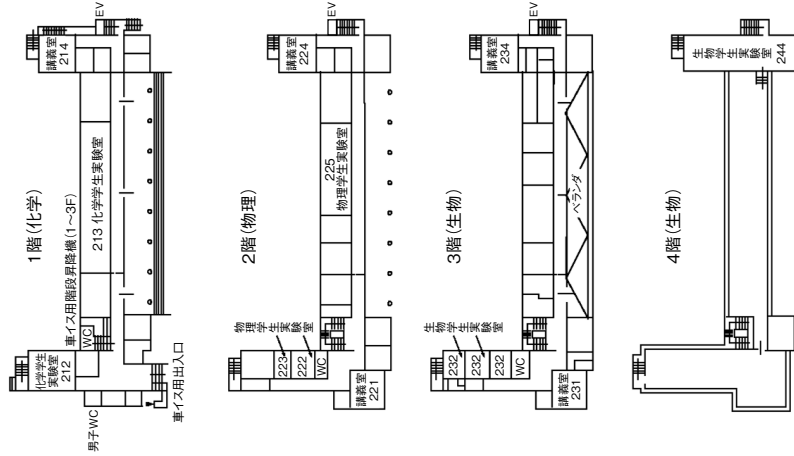 1階(化学)
EV
講義室
214
213 化学学生実験室
車イス用階段昇降機(1～3F)
WC
化学学生
実験室
212
男子WC
車イス用出入口
2階(物理)
EV
講義室
224
225
物理学生実験室
物理学生実験室
223
222
WC
講義室
221
3階(生物)
EV
講義室
234
ベランダ
生物学生実験室
232
232
232
WC
講義室
231
4階(生物)
生物学生実験室
244